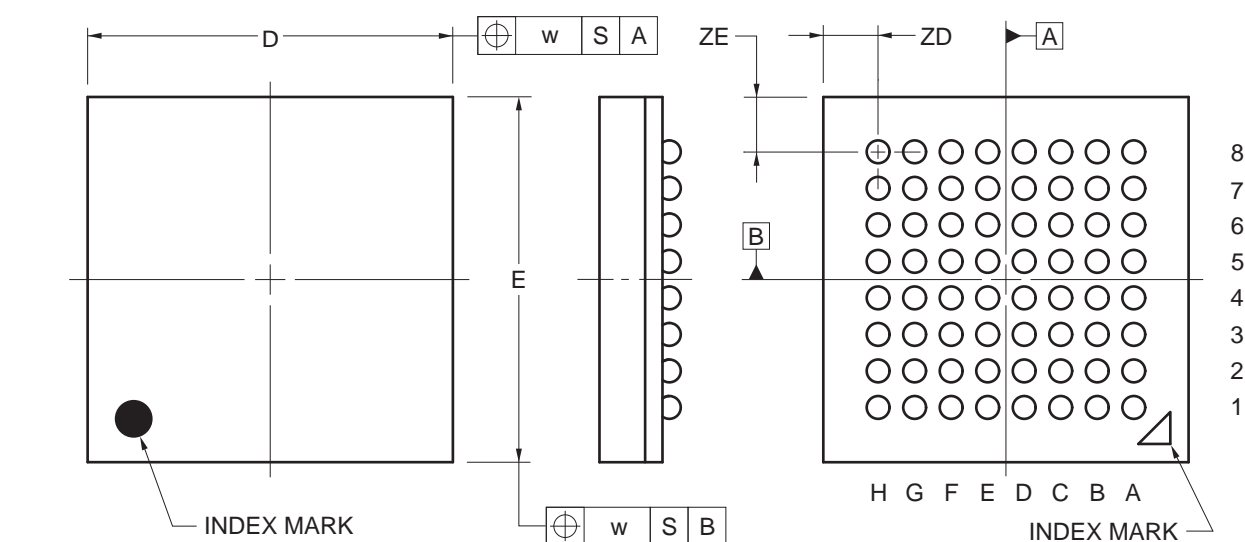 D
⌖ w S A
ZE
ZD
A
8
7
6
B
5
E
4
3
2
1
H G F E D C B A
INDEX MARK
⌖ w S B
INDEX MARK